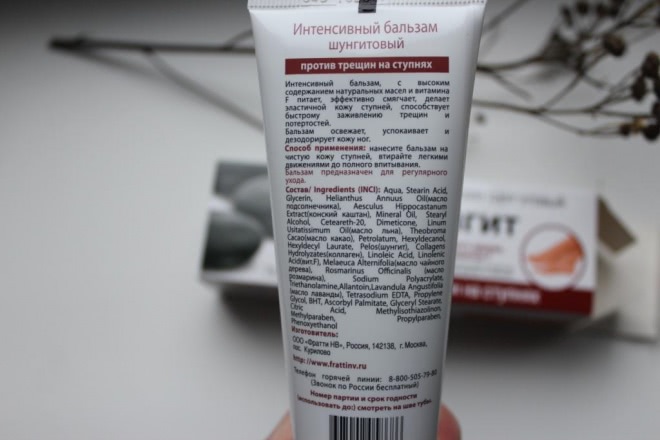 Интенсивный бальзам
шунгитовый
против трещин на ступнях
Интенсивный бальзам, с высоким
содержанием натуральных масел и витамина
F питает, эффективно смягчает, делает
эластичной кожу ступней, способствует
быстрому заживлению трещин и
потертостей.
Бальзам освежает, успокаивает и
дезодорирует кожу ног.
Способ применения: нанесите бальзам на
чистую кожу ступней, втирайте легкими
движениями до полного впитывания.
Бальзам предназначен для регулярного
ухода.
Состав/ Ingredients (INCI): Aqua, Stearin Acid,
Glycerin, Helianthus Annuus Oil(масло
подсолнечника), Aesculus Hippocastanum
Extract(конский каштан), Mineral Oil, Stearyl
Alcohol, Ceteareth-20, Dimeticone, Linum
Usitatissimum Oil(масло льна), Theobroma
Cacao(масло какао), Petrolatum, Hexyldecanol,
Hexyldecyl Laurate, Pelos(шунгит), Collagens
Hydrolyzates(коллаген), Linoleic Acid, Linolenic
Acid(вит.F), Melaeuca Alternifolia(масло чайного
дерева), Rosmarinus Officinalis (масло
розмарина), Sodium Polyacrylate,
Triethanolamine,Allantoin,Lavandula Angustifolia
(масло лаванды), Tetrasodium EDTA, Propylene
Glycol, BHT, Ascorbyl Palmitate, Glyceryl Stearate,
Citric Acid, Methylisothiazolinon,
Methylparaben, Propylparaben,
Phenoxyethanol
Изготовитель:
ООО «Фратти НВ», Россия, 142138, г. Москва,
пос. Курилово
http: //www.frattinv.ru
Телефон горячей линии: 8-800-505-79-80
(Звонок по России бесплатный)
Номер партии и срок годности
(использовать до:) смотреть на шве тубы.
ГИТ
на ступнях